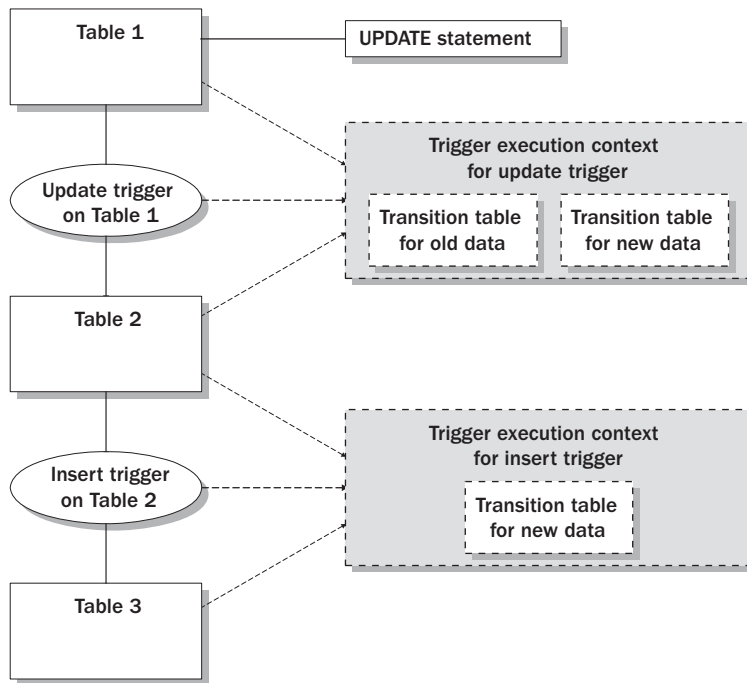 Table 1
UPDATE statement
Trigger execution context
for update trigger
Update trigger
on Table 1
Transition table
for old data
Transition table
for new data
Table 2
Trigger execution context
for insert trigger
Insert trigger
on Table 2
Transition table
for new data
Table 3